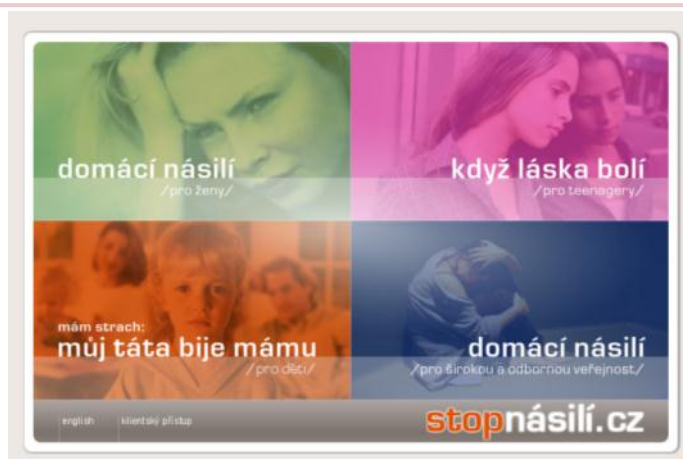 domácí násilí
/pro ženy/
když láska bolí
/pro teenagery/
mám strach:
můj táta bije mámu
/pro děti/
domácí násilí
/pro širokou a odbornou veřejnost/
english
klientský přístup
stopnásilí.cz